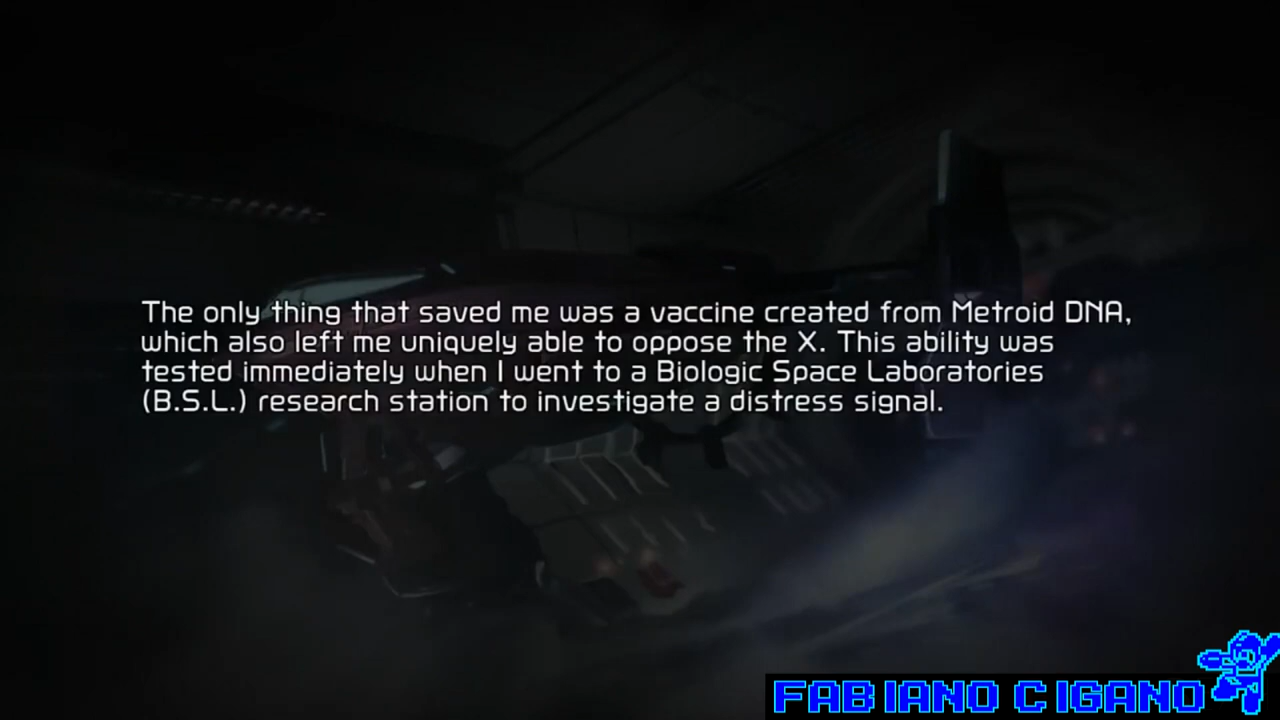 The only thing that saved me was a vaccine created from Metroid DNA,
which also left me uniquely able to oppose the X. This ability was
tested immediately when I went to a Biologic Space Laboratories
(B.S.L.) research station to investigate a distress signal.
FABIANO CIGANO